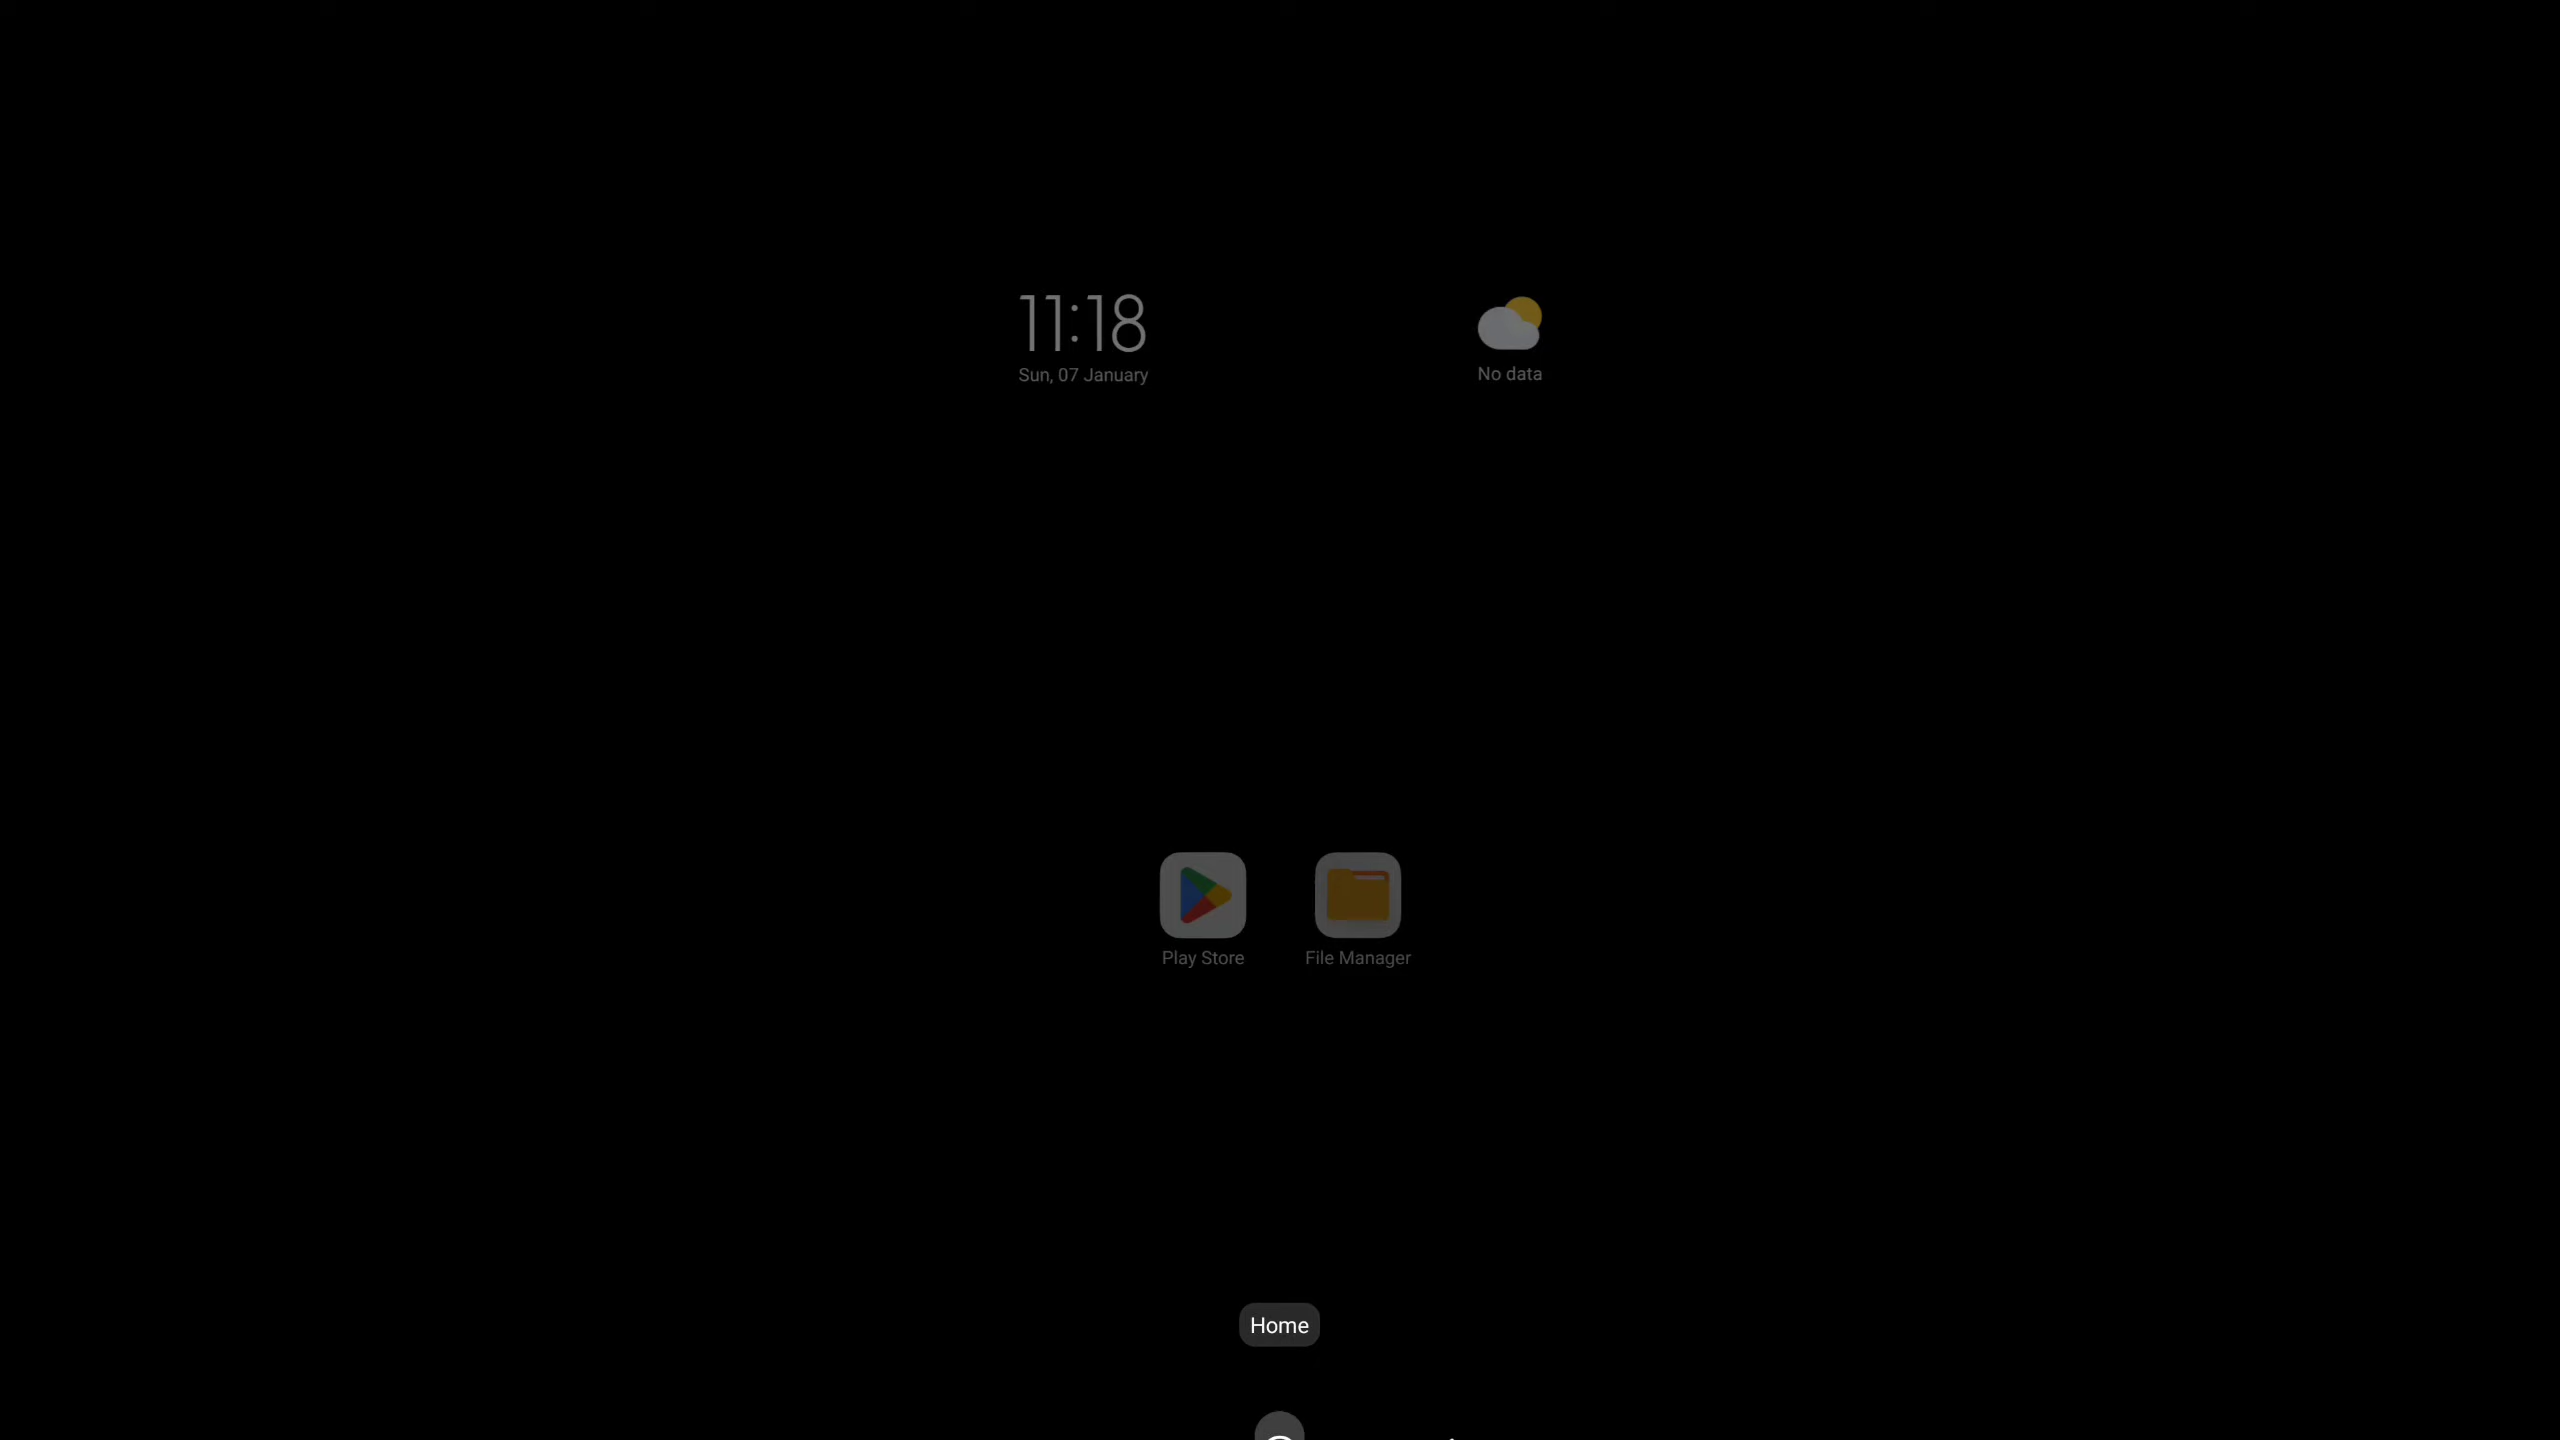 11:18
Sun, 07 January
No data
Play Store
File Manager
Home